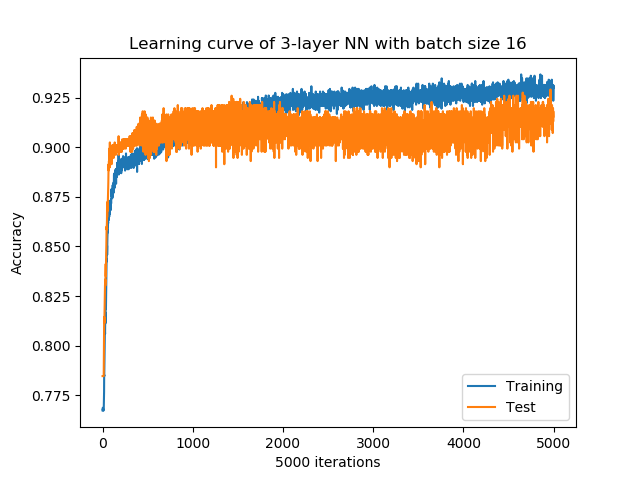 Learning curve of 3-layer NN with batch size 16
0.925
0.900
0.875
0.850
0.825
0.800
0.775
Accuracy
0 1000 2000 3000 4000 5000
5000 iterations
Training
Test